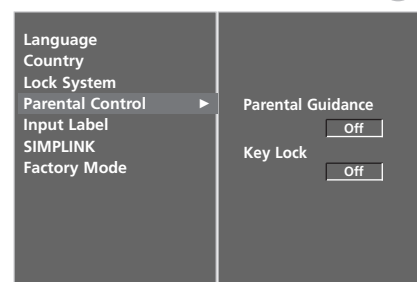 Language
Country
Lock System
Parental Control ►
Input Label
SIMPLINK
Factory Mode
Parental Guidance
Off
Key Lock
Off